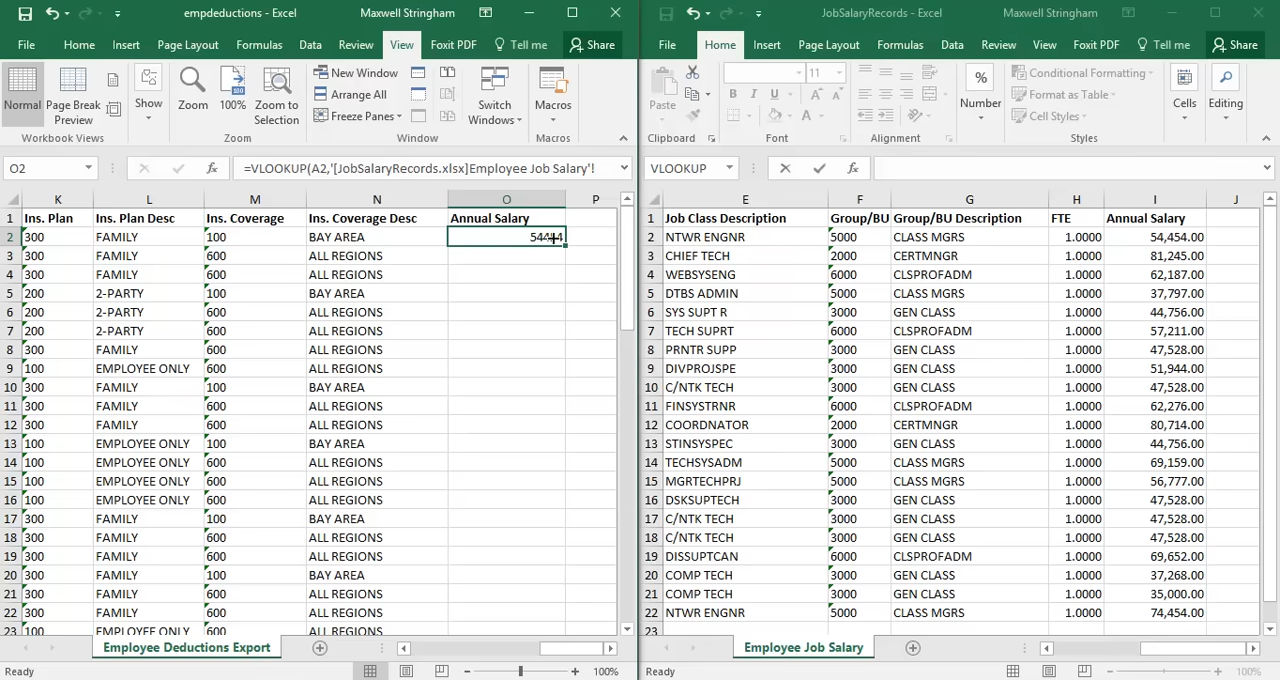 empdeductions - Excel
Maxwell Stringham
File Home Insert Page Layout Formulas Data Review View Foxit PDF Tell me Share
Normal
Page Break Preview
Show
Zoom
100%
Zoom to Selection
New Window
Arrange All
Freeze Panes
Switch Windows
Macros
Workbook Views Zoom Window Macros
O2 fx =VLOOKUP(A2,'[JobSalaryRecords.xlsx]Employee Job Salary'!
K L M N O P
1 Ins. Plan Ins. Plan Desc Ins. Coverage Ins. Coverage Desc Annual Salary
2 300 FAMILY 100 BAY AREA
3 300 FAMILY 600 ALL REGIONS
4 300 FAMILY 600 ALL REGIONS
5 200 2-PARTY 100 BAY AREA
6 200 2-PARTY 600 ALL REGIONS
7 200 2-PARTY 600 ALL REGIONS
8 300 FAMILY 600 ALL REGIONS
9 100 EMPLOYEE ONLY 600 ALL REGIONS
10 300 FAMILY 100 BAY AREA
11 300 FAMILY 600 ALL REGIONS
12 300 FAMILY 600 ALL REGIONS
13 100 EMPLOYEE ONLY 100 BAY AREA
14 100 EMPLOYEE ONLY 600 ALL REGIONS
15 100 EMPLOYEE ONLY 600 ALL REGIONS
16 100 EMPLOYEE ONLY 600 ALL REGIONS
17 300 FAMILY 100 BAY AREA
18 300 FAMILY 600 ALL REGIONS
19 300 FAMILY 600 ALL REGIONS
20 300 FAMILY 100 BAY AREA
21 300 FAMILY 600 ALL REGIONS
22 300 FAMILY 600 ALL REGIONS
23 100 EMPLOYEE ONLY 600 ALL REGIONS
Employee Deductions Export
Ready 100%
JobSalaryRecords - Excel
Maxwell Stringham
File Home Insert Page Layout Formulas Data Review View Foxit PDF Tell me Share
Paste
11
B I U A A
A
% Number
Conditional Formatting
Format as Table
Cell Styles
Cells
Editing
Clipboard Font Alignment Styles
VLOOKUP fx
E F G H I J
1 Job Class Description Group/BU Group/BU Description FTE Annual Salary
2 NTWR ENGNR 5000 CLASS MGRS 1.0000 54,454.00
3 CHIEF TECH 2000 CERTMNGR 1.0000 81,245.00
4 WEBSYSENG 6000 CLSPROFADM 1.0000 62,187.00
5 DTBS ADMIN 5000 CLASS MGRS 1.0000 37,797.00
6 SYS SUPT R 3000 GEN CLASS 1.0000 44,756.00
7 TECH SUPRT 6000 CLSPROFADM 1.0000 57,211.00
8 PRNTR SUPP 3000 GEN CLASS 1.0000 47,528.00
9 DIVPROJSPE 3000 GEN CLASS 1.0000 51,944.00
10 C/NTK TECH 3000 GEN CLASS 1.0000 47,528.00
11 FINSYSTRNR 6000 CLSPROFADM 1.0000 62,276.00
12 COORDNATOR 2000 CERTMNGR 1.0000 80,714.00
13 STINSYSPEC 3000 GEN CLASS 1.0000 44,756.00
14 TECHSYSADM 5000 CLASS MGRS 1.0000 69,159.00
15 MGRTECHPRJ 5000 CLASS MGRS 1.0000 56,777.00
16 DSKSUPTECH 3000 GEN CLASS 1.0000 47,528.00
17 C/NTK TECH 3000 GEN CLASS 1.0000 47,528.00
18 C/NTK TECH 3000 GEN CLASS 1.0000 47,528.00
19 DISSUPTCAN 6000 CLSPROFADM 1.0000 69,652.00
20 COMP TECH 3000 GEN CLASS 1.0000 37,268.00
21 COMP TECH 3000 GEN CLASS 1.0000 35,000.00
22 NTWR ENGNR 5000 CLASS MGRS 1.0000 74,454.00
23
Employee Job Salary
Ready 100%